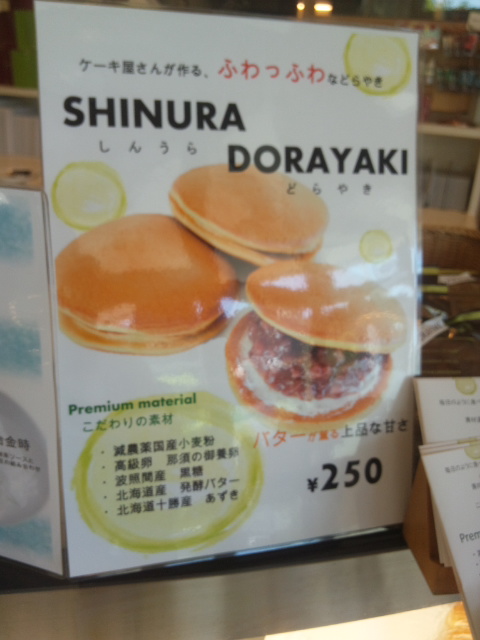 ケーキ屋さんが作る、ふわっふわなどらやき
SHINURA
しんうら
DORAYAKI
どらやき
Premium material
こだわりの素材
・減農薬国産小麦粉
・高級卵 那須の御養卵
・波照間産 黒糖
・北海道産 発酵バター
・北海道十勝産 あずき
バターが薫る上品な甘さ
¥250
金時
Prem